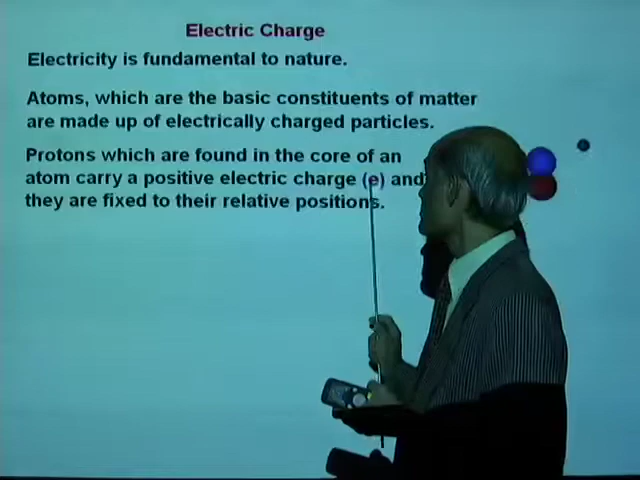 Electric Charge
Electricity is fundamental to nature.
Atoms, which are the basic constituents of matter
are made up of electrically charged particles.
Protons which are found in the core of an
atom carry a positive electric charge (e) and
they are fixed to their relative positions.